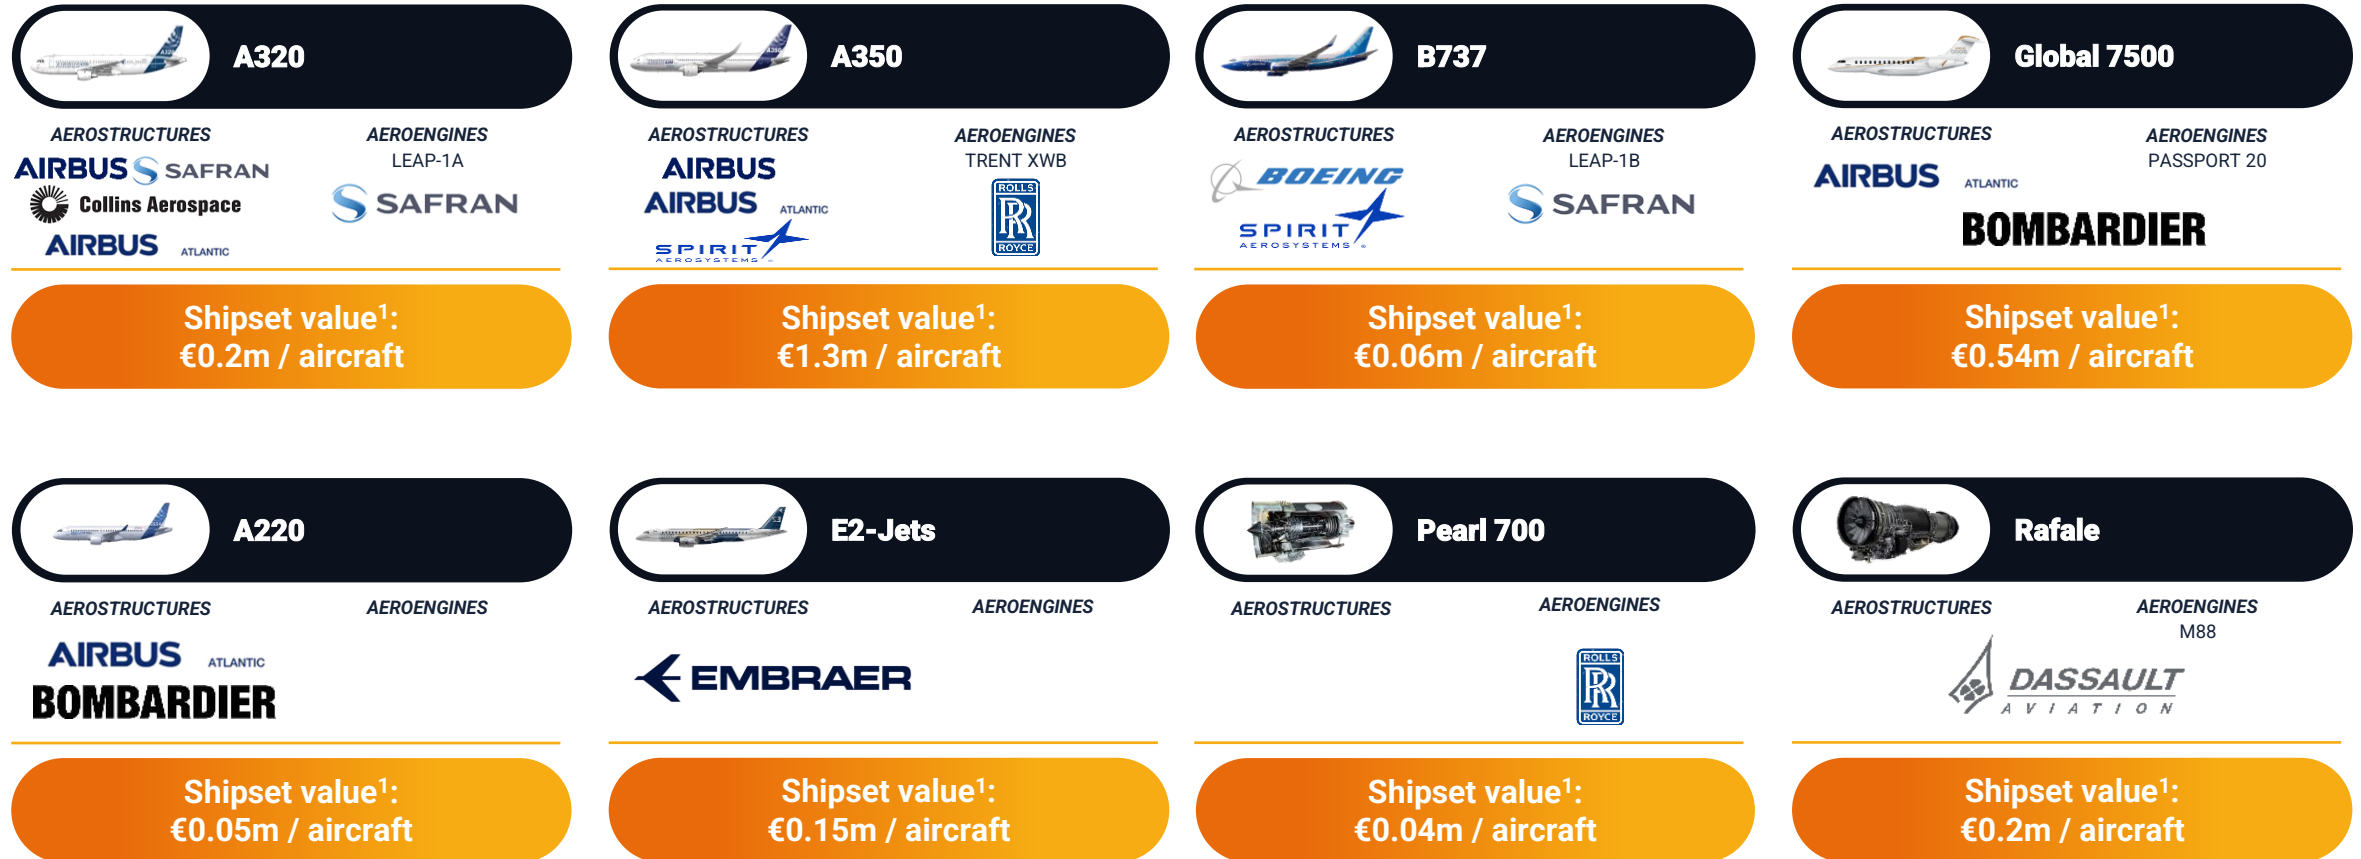 A320
AEROSTRUCTURES
AEROENGINES
AIRBUS SAFRAN
LEAP-1A
Collins Aerospace
SAFRAN
AIRBUS ATLANTIC
Shipset value¹:
€0.2m / aircraft
A350
AEROSTRUCTURES
AEROENGINES
AIRBUS
TRENT XWB
AIRBUS ATLANTIC
ROLLS
RR
ROYCE
SPIRIT
AEROSYSTEMS
Shipset value¹:
€1.3m / aircraft
B737
AEROSTRUCTURES
AEROENGINES
BOEING
LEAP-1B
SPIRIT
AEROSYSTEMS
SAFRAN
Shipset value¹:
€0.06m / aircraft
Global 7500
AEROSTRUCTURES
AEROENGINES
AIRBUS ATLANTIC
PASSPORT 20
BOMBARDIER
Shipset value¹:
€0.54m / aircraft
A220
AEROSTRUCTURES
AEROENGINES
AIRBUS ATLANTIC
BOMBARDIER
Shipset value¹:
€0.05m / aircraft
E2-Jets
AEROSTRUCTURES
AEROENGINES
EMBRAER
Shipset value¹:
€0.15m / aircraft
Pearl 700
AEROSTRUCTURES
AEROENGINES
ROLLS
RR
ROYCE
Shipset value¹:
€0.04m / aircraft
Rafale
AEROSTRUCTURES
AEROENGINES
M88
DASSAULT
AVIATION
Shipset value¹:
€0.2m / aircraft